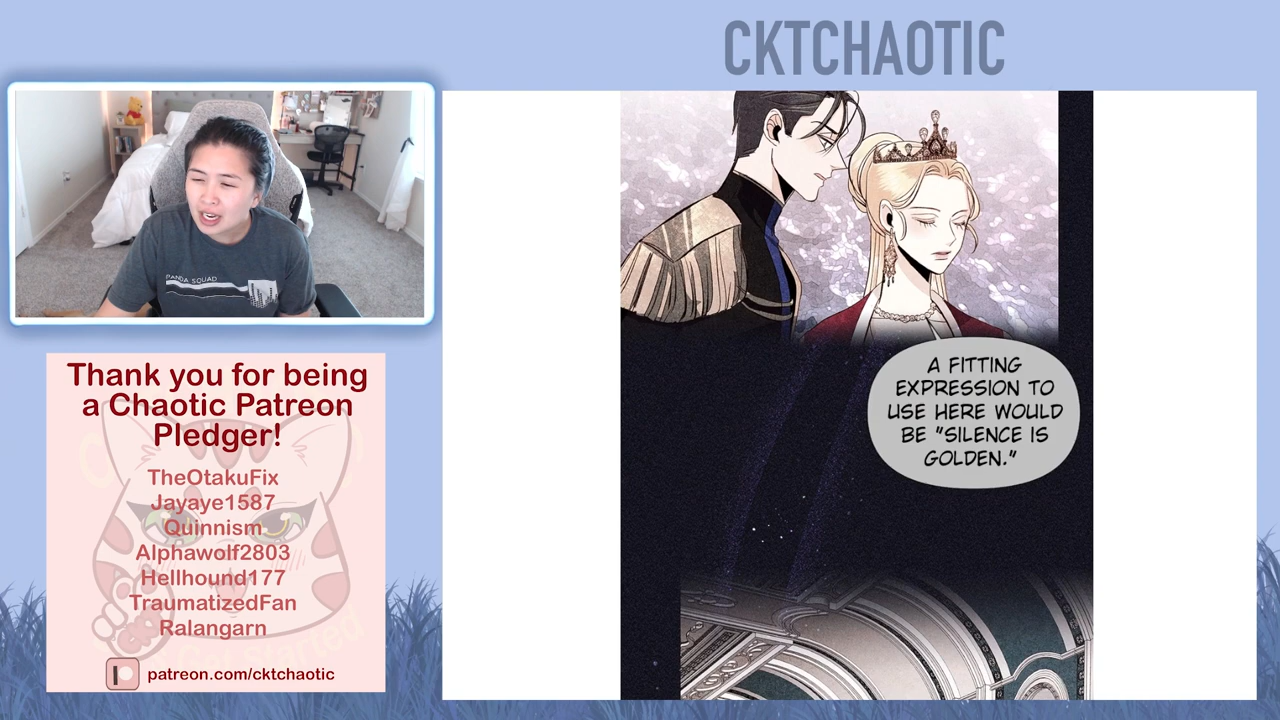 CKTCHAOTIC
PANDA SQUAD
Thank you for being
a Chaotic Patreon
Pledger!
TheOtakuFix
Jayaye1587
Quinnism
Alphawolf2803
Hellhound177
TraumatizedFan
Ralangarn
patreon.com/cktchaotic
A FITTING
EXPRESSION TO
USE HERE WOULD
BE "SILENCE IS
GOLDEN."